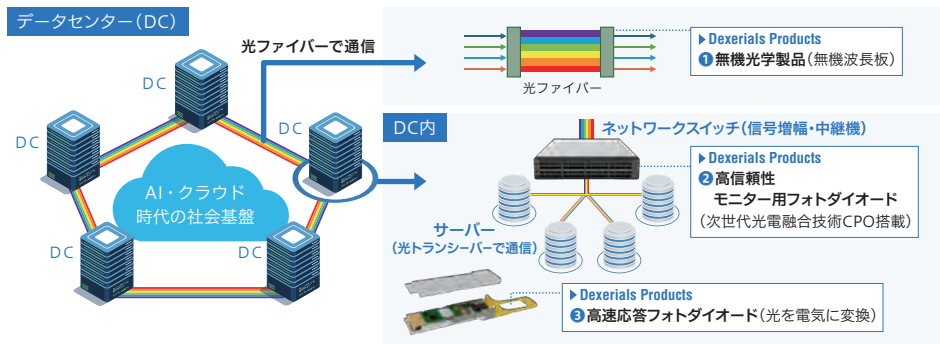 データセンター(DC)
光ファイバーで通信
DC
DC
DC
DC
DC
AI・クラウド
時代の社会基盤
光ファイバー
▶Dexerials Products
❶無機光学製品(無機波長板)
DC内
ネットワークスイッチ(信号増幅・中継機)
▶Dexerials Products
❷高信頼性
モニター用フォトダイオード
(次世代光電融合技術CPO搭載)
サーバー
(光トランシーバーで通信)
▶Dexerials Products
❸高速応答フォトダイオード(光を電気に変換)